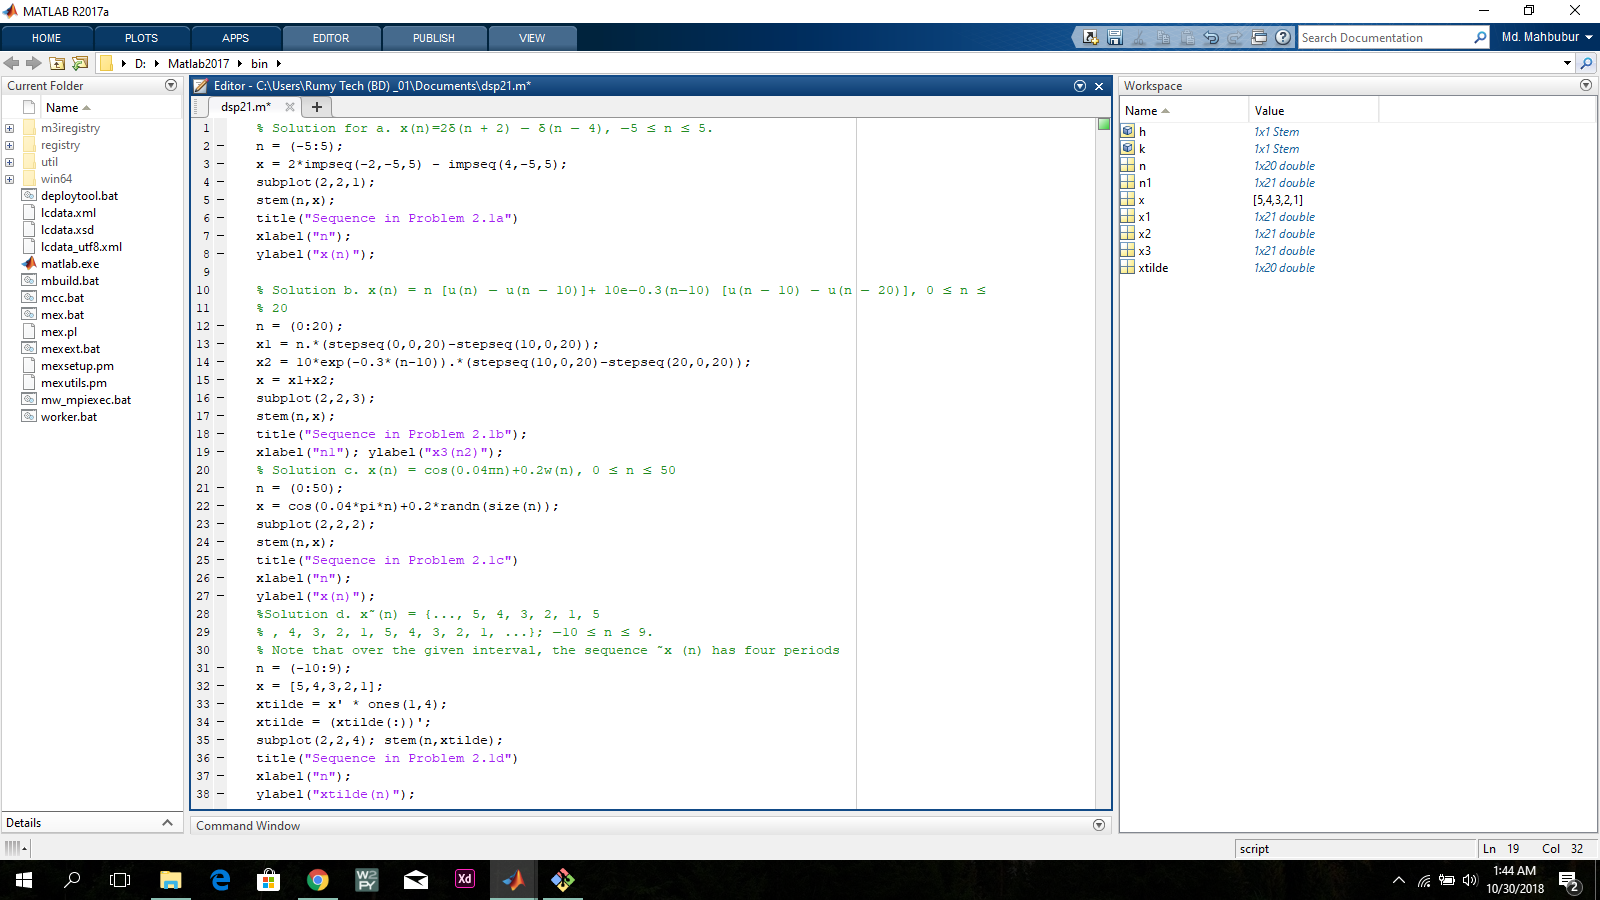 MATLAB R2017a
HOME PLOTS APPS EDITOR PUBLISH VIEW Search Documentation Md. Mahbubur
D: Matlab2017 bin
Current Folder
Name
m3iregistry
registry
util
win64
deploytool.bat
lcdata.xml
lcdata.xsd
lcdata_utf8.xml
matlab.exe
mbuild.bat
mcc.bat
mex.bat
mex.pl
mexext.bat
mexsetup.pm
mexutils.pm
mw_mpiexec.bat
worker.bat
Details
Editor - C:\Users\Rumy Tech (BD) _01\Documents\dsp21.m*
dsp21.m*
1 % Solution for a. x(n)=2δ(n + 2) − δ(n − 4), −5 ≤ n ≤ 5.
2 n = (-5:5);
3 x = 2*impseq(-2,-5,5) - impseq(4,-5,5);
4 subplot(2,2,1);
5 stem(n,x);
6 title("Sequence in Problem 2.1a")
7 xlabel("n");
8 ylabel("x(n)");
9
10 % Solution b. x(n) = n [u(n) − u(n − 10)]+ 10e−0.3(n−10) [u(n − 10) − u(n − 20)], 0 ≤ n ≤
11 % 20
12 n = (0:20);
13 x1 = n.*(stepseq(0,0,20)-stepseq(10,0,20));
14 x2 = 10*exp(-0.3*(n-10)).*(stepseq(10,0,20)-stepseq(20,0,20));
15 x = x1+x2;
16 subplot(2,2,3);
17 stem(n,x);
18 title("Sequence in Problem 2.1b");
19 xlabel("n1"); ylabel("x3(n2)");
20 % Solution c. x(n) = cos(0.04πn)+0.2w(n), 0 ≤ n ≤ 50
21 n = (0:50);
22 x = cos(0.04*pi*n)+0.2*randn(size(n));
23 subplot(2,2,2);
24 stem(n,x);
25 title("Sequence in Problem 2.1c")
26 xlabel("n");
27 ylabel("x(n)");
28 %Solution d. x˜(n) = {..., 5, 4, 3, 2, 1, 5
29 % , 4, 3, 2, 1, 5, 4, 3, 2, 1, ...}; −10 ≤ n ≤ 9.
30 % Note that over the given interval, the sequence ˜x (n) has four periods
31 n = (-10:9);
32 x = [5,4,3,2,1];
33 xtilde = x' * ones(1,4);
34 xtilde = (xtilde(:))';
35 subplot(2,2,4); stem(n,xtilde);
36 title("Sequence in Problem 2.1d")
37 xlabel("n");
38 ylabel("xtilde(n)");
Command Window
Workspace
Name Value
h 1x1 Stem
k 1x1 Stem
n 1x20 double
n1 1x21 double
x [5,4,3,2,1]
x1 1x21 double
x2 1x21 double
x3 1x21 double
xtilde 1x20 double
script Ln 19 Col 32
W2
PY
Xd
1:44 AM
10/30/2018
2